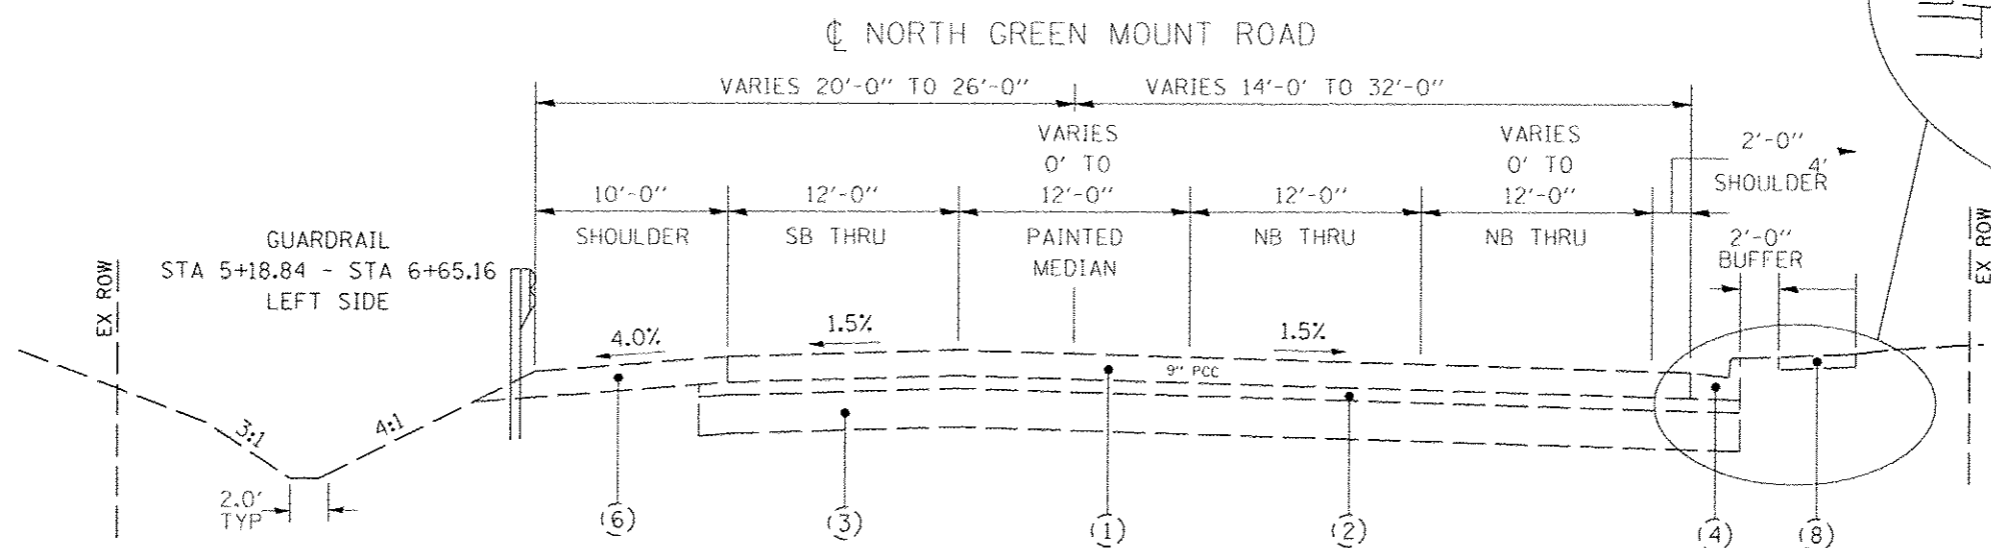 ℄ NORTH GREEN MOUNT ROAD
VARIES 20'-0" TO 26'-0"
VARIES 14'-0' TO 32'-0"
VARIES
0' TO
12'-0"
VARIES
0' TO
12'-0"
2'-0"
4'
SHOULDER
10'-0"
12'-0"
12'-0"
SHOULDER
SB THRU
PAINTED
MEDIAN
NB THRU
NB THRU
2'-0"
BUFFER
GUARDRAIL
STA 5+18.84 - STA 6+65.16
LEFT SIDE
EX ROW
EX ROW
4.0%
1.5%
1.5%
9" PCC
3:1
4:1
2.0'
TYP
(6)
(3)
(1)
(2)
(4)
(8)